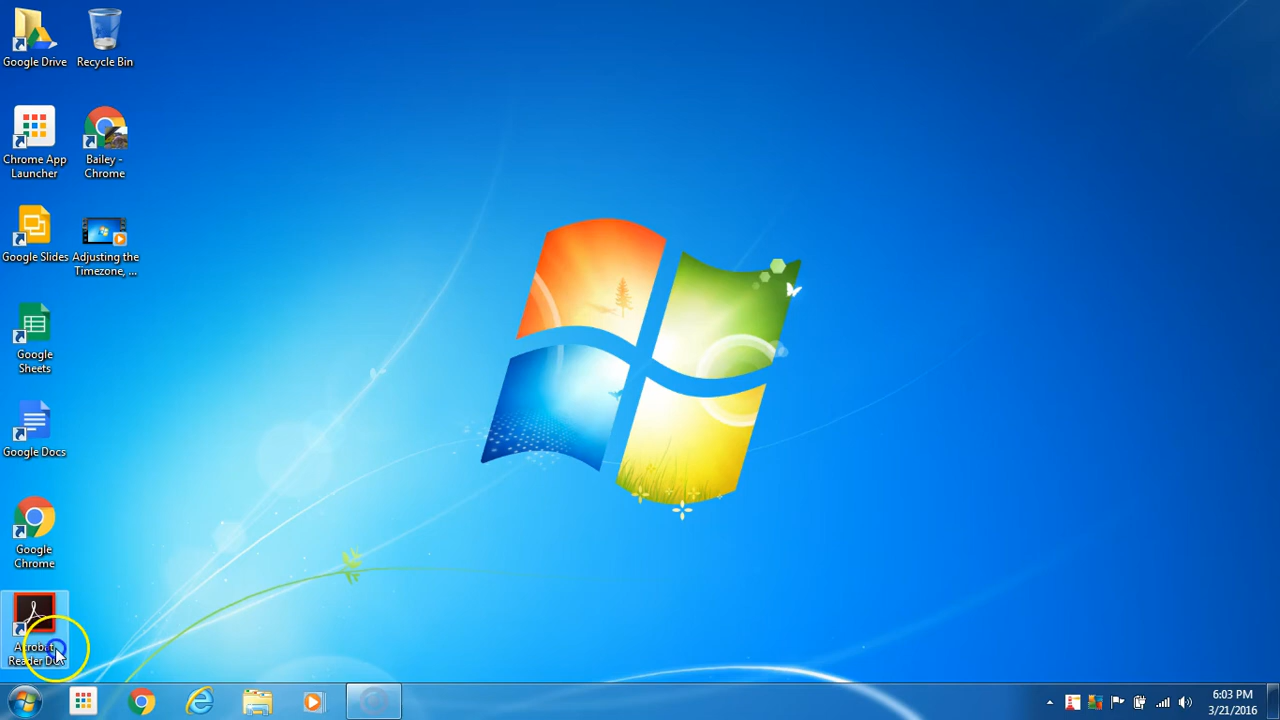 Google Drive
Recycle Bin
Chrome App
Launcher
Bailey -
Chrome
Google Slides
Adjusting the
Timezone, ...
Google
Sheets
Google Docs
Google
Chrome
Acrobat
Reader DC
6:03 PM
3/21/2016